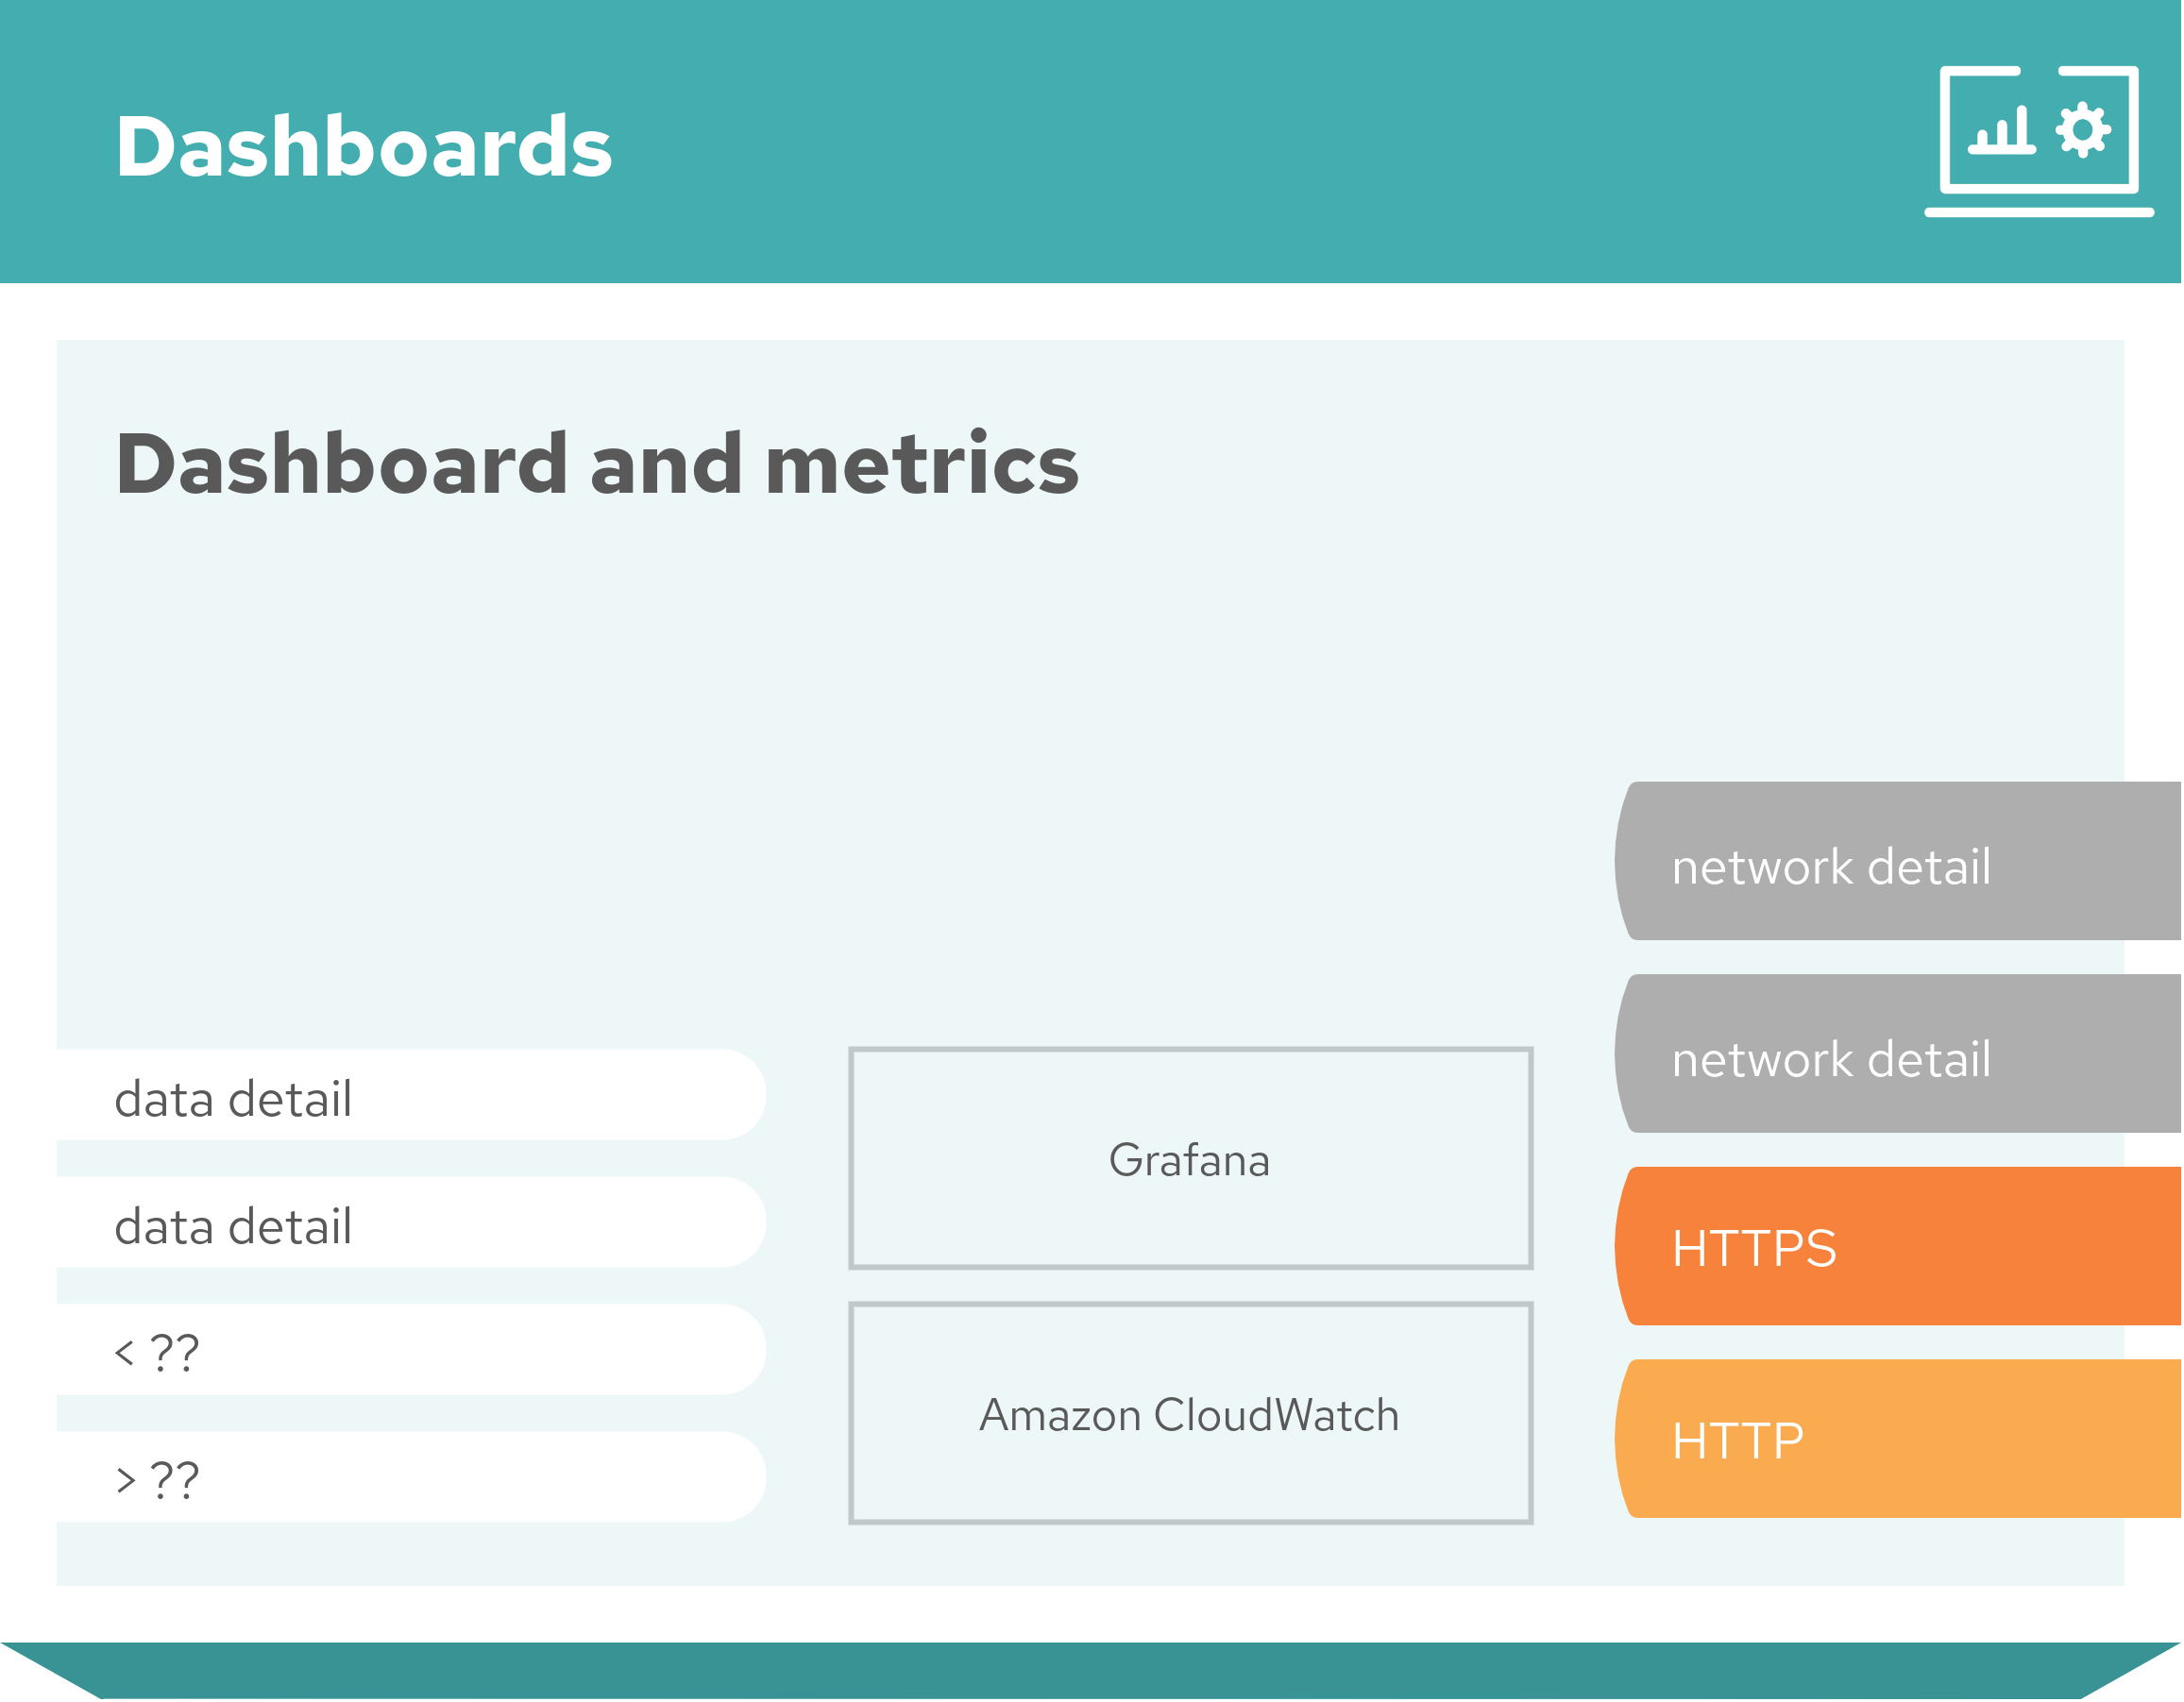 Dashboards
Dashboard and metrics
network detail
network detail
HTTPS
HTTP
data detail
data detail
< ??
> ??
Grafana
Amazon CloudWatch